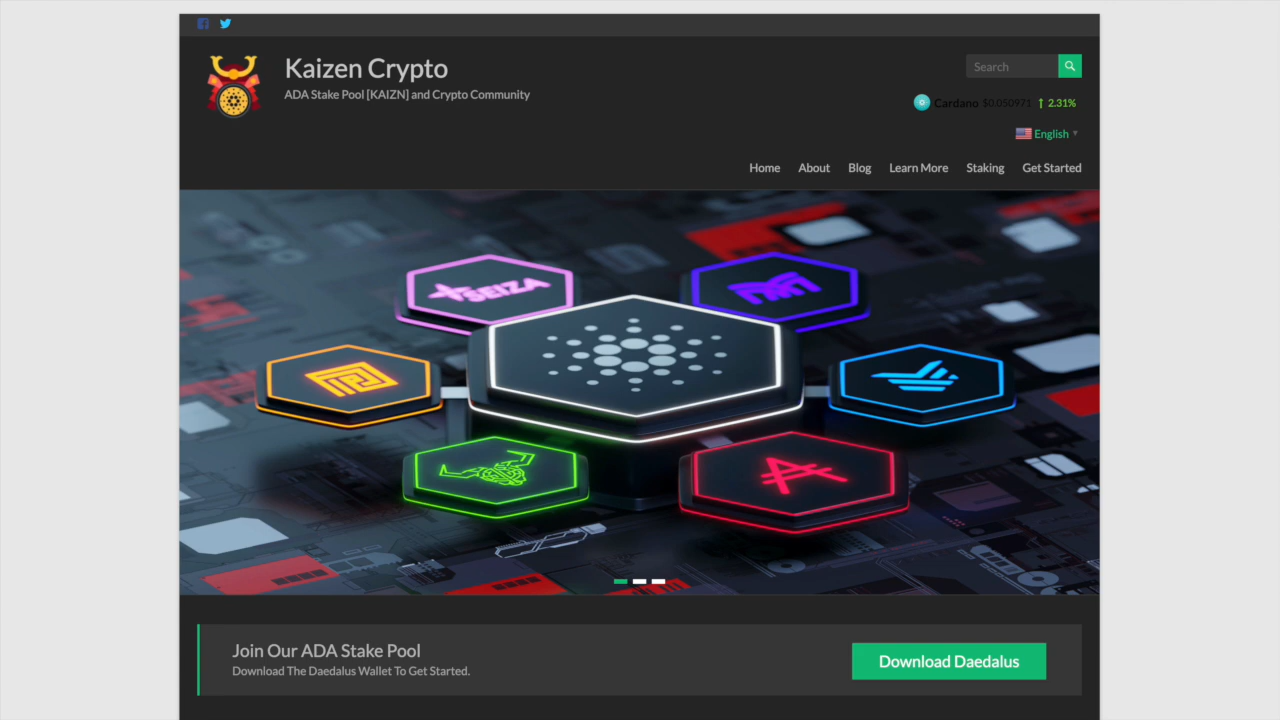 Kaizen Crypto
ADA Stake Pool [KAIZN] and Crypto Community
Search
Cardano $0.050971 ↑ 2.31%
English
Home About Blog Learn More Staking Get Started
SEIZA
Join Our ADA Stake Pool
Download The Daedalus Wallet To Get Started.
Download Daedalus